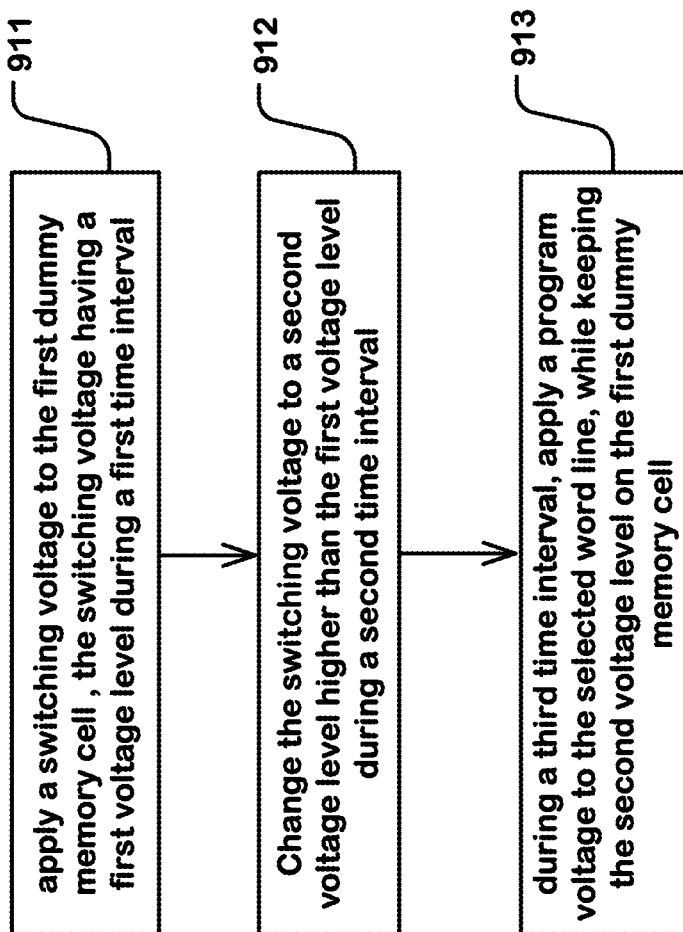 911
apply a switching voltage to the first dummy
memory cell , the switching voltage having a
first voltage level during a first time interval
912
Change the switching voltage to a second
voltage level higher than the first voltage level
during a second time interval
913
during a third time interval, apply a program
voltage to the selected word line, while keeping
the second voltage level on the first dummy
memory cell